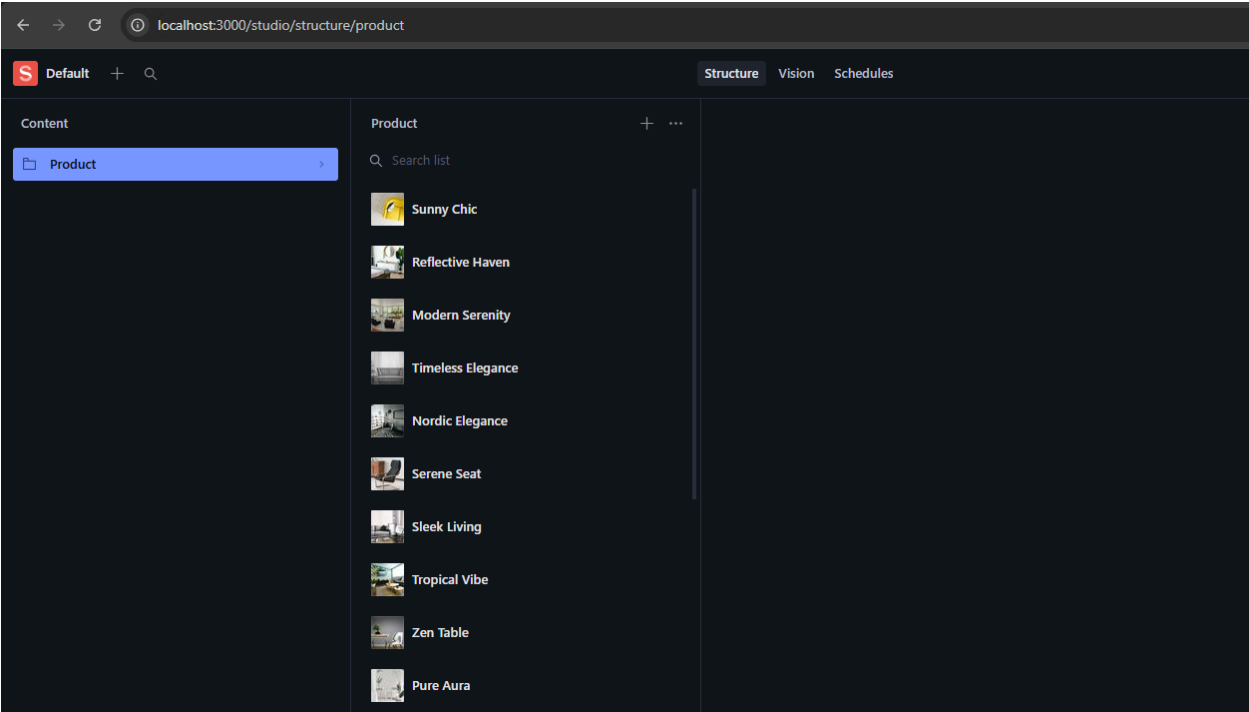 localhost:3000/studio/structure/product
S Default
Structure Vision Schedules
Content
Product
Product
Search list
Sunny Chic
Reflective Haven
Modern Serenity
Timeless Elegance
Nordic Elegance
Serene Seat
Sleek Living
Tropical Vibe
Zen Table
Pure Aura